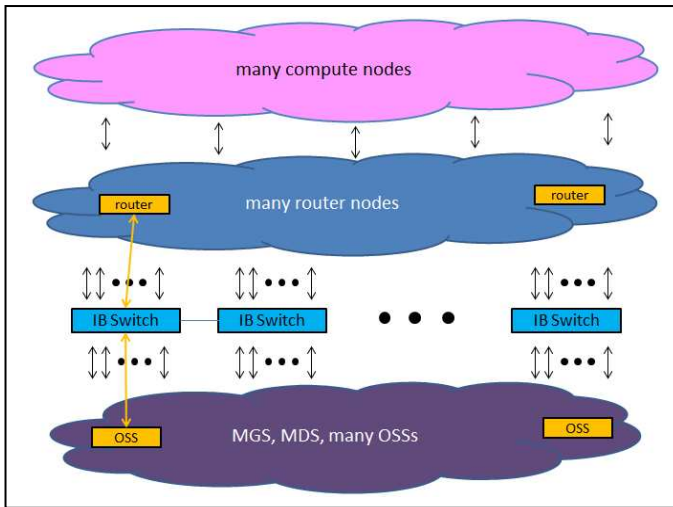 many compute nodes
router
many router nodes
router
IB Switch
IB Switch
IB Switch
OSS
MGS, MDS, many OSSs
OSS